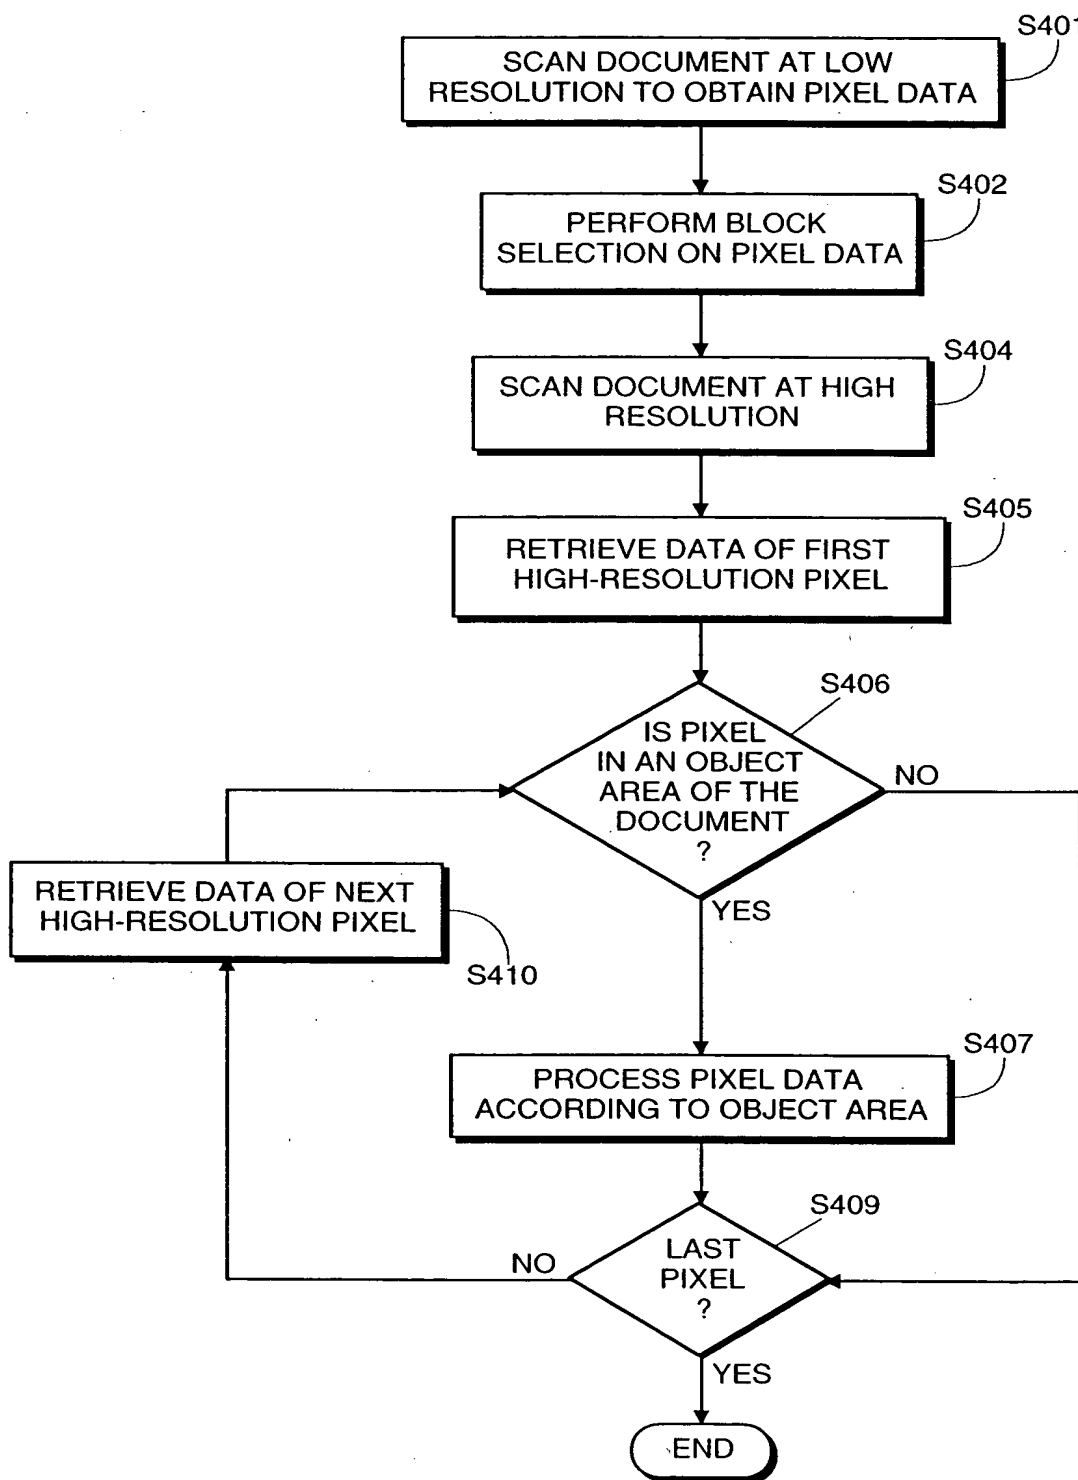 S401
SCAN DOCUMENT AT LOW
RESOLUTION TO OBTAIN PIXEL DATA
S402
PERFORM BLOCK
SELECTION ON PIXEL DATA
S404
SCAN DOCUMENT AT HIGH
RESOLUTION
S405
RETRIEVE DATA OF FIRST
HIGH-RESOLUTION PIXEL
S406
IS PIXEL
IN AN OBJECT
AREA OF THE
DOCUMENT
?
NO
YES
RETRIEVE DATA OF NEXT
HIGH-RESOLUTION PIXEL
S410
S407
PROCESS PIXEL DATA
ACCORDING TO OBJECT AREA
S409
LAST
PIXEL
?
NO
YES
END